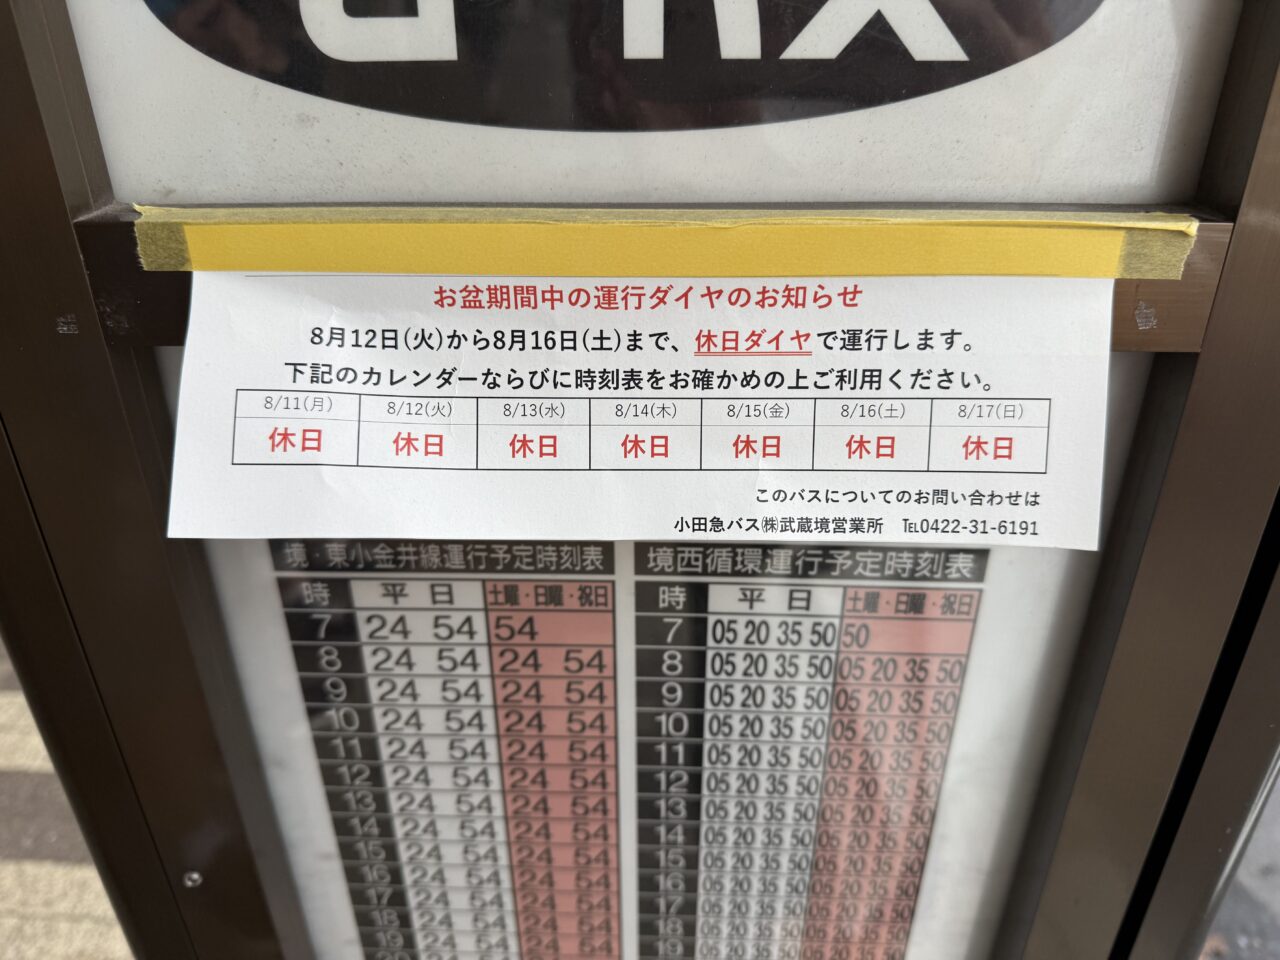 お盆期間中の運行ダイヤのお知らせ
8月12日(火)から8月16日(土)まで、休日ダイヤで運行します。
下記のカレンダーならびに時刻表をお確かめの上ご利用ください。
8/11(月) 8/12(火) 8/13(水) 8/14(木) 8/15(金) 8/16(土) 8/17(日)
休日 休日 休日 休日 休日 休日 休日
このバスについてのお問い合わせは
小田急バス㈱武蔵境営業所 ℡0422-31-6191
境・東小金井線運行予定時刻表
時 平日 土曜・日曜・祝日
7 24 54 54
8 24 54 24 54
9 24 54 24 54
10 24 54 24 54
11 24 54 24 54
12 24 54 24 54
13 24 54 24 54
14 24 54 24 54
15 24 54 24 54
16 24 54 24 54
17 24 54 24 54
18 24 54 24 54
19 24 54 24 54
境西循環運行予定時刻表
時 平日 土曜・日曜・祝日
7 05 20 35 50 50
8 05 20 35 50 05 20 35 50
9 05 20 35 50 05 20 35 50
10 05 20 35 50 05 20 35 50
11 05 20 35 50 05 20 35 50
12 05 20 35 50 05 20 35 50
13 05 20 35 50 05 20 35 50
14 05 20 35 50 05 20 35 50
15 05 20 35 50 05 20 35 50
16 05 20 35 50 05 20 35 50
17 05 20 35 50 05 20 35 50
18 05 20 35 50 05 20 35 50
19 05 20 35 50 05 20 35 50